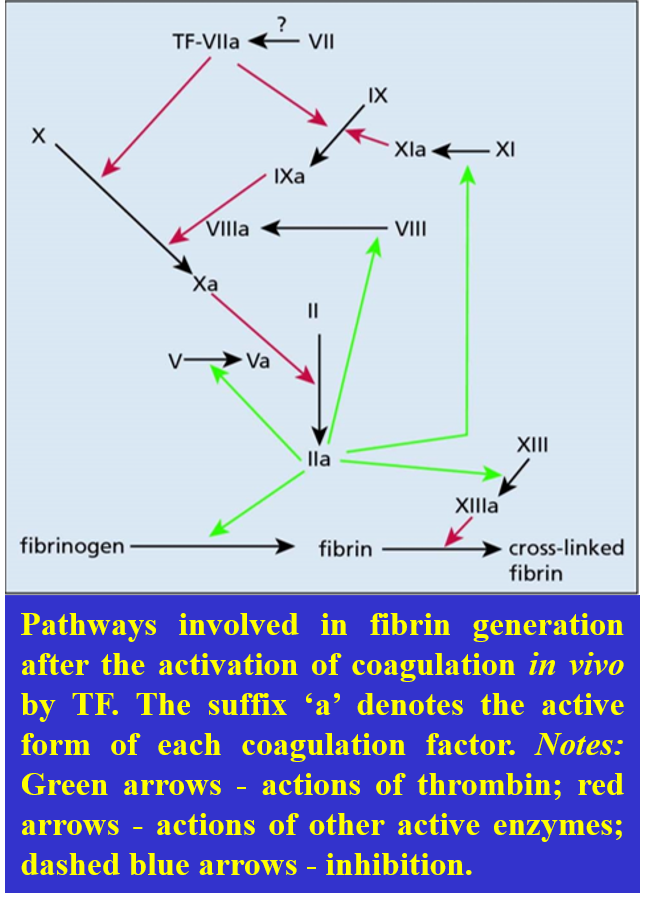 ?
TF-VIIa VII
IX
X
XIa XI
IXa
VIIIa VIII
Xa
II
V Va
IIa
XIII
XIIIa
fibrinogen fibrin cross-linked
fibrin
Pathways involved in fibrin generation
after the activation of coagulation in vivo
by TF. The suffix ‘a’ denotes the active
form of each coagulation factor. Notes:
Green arrows - actions of thrombin; red
arrows - actions of other active enzymes;
dashed blue arrows - inhibition.